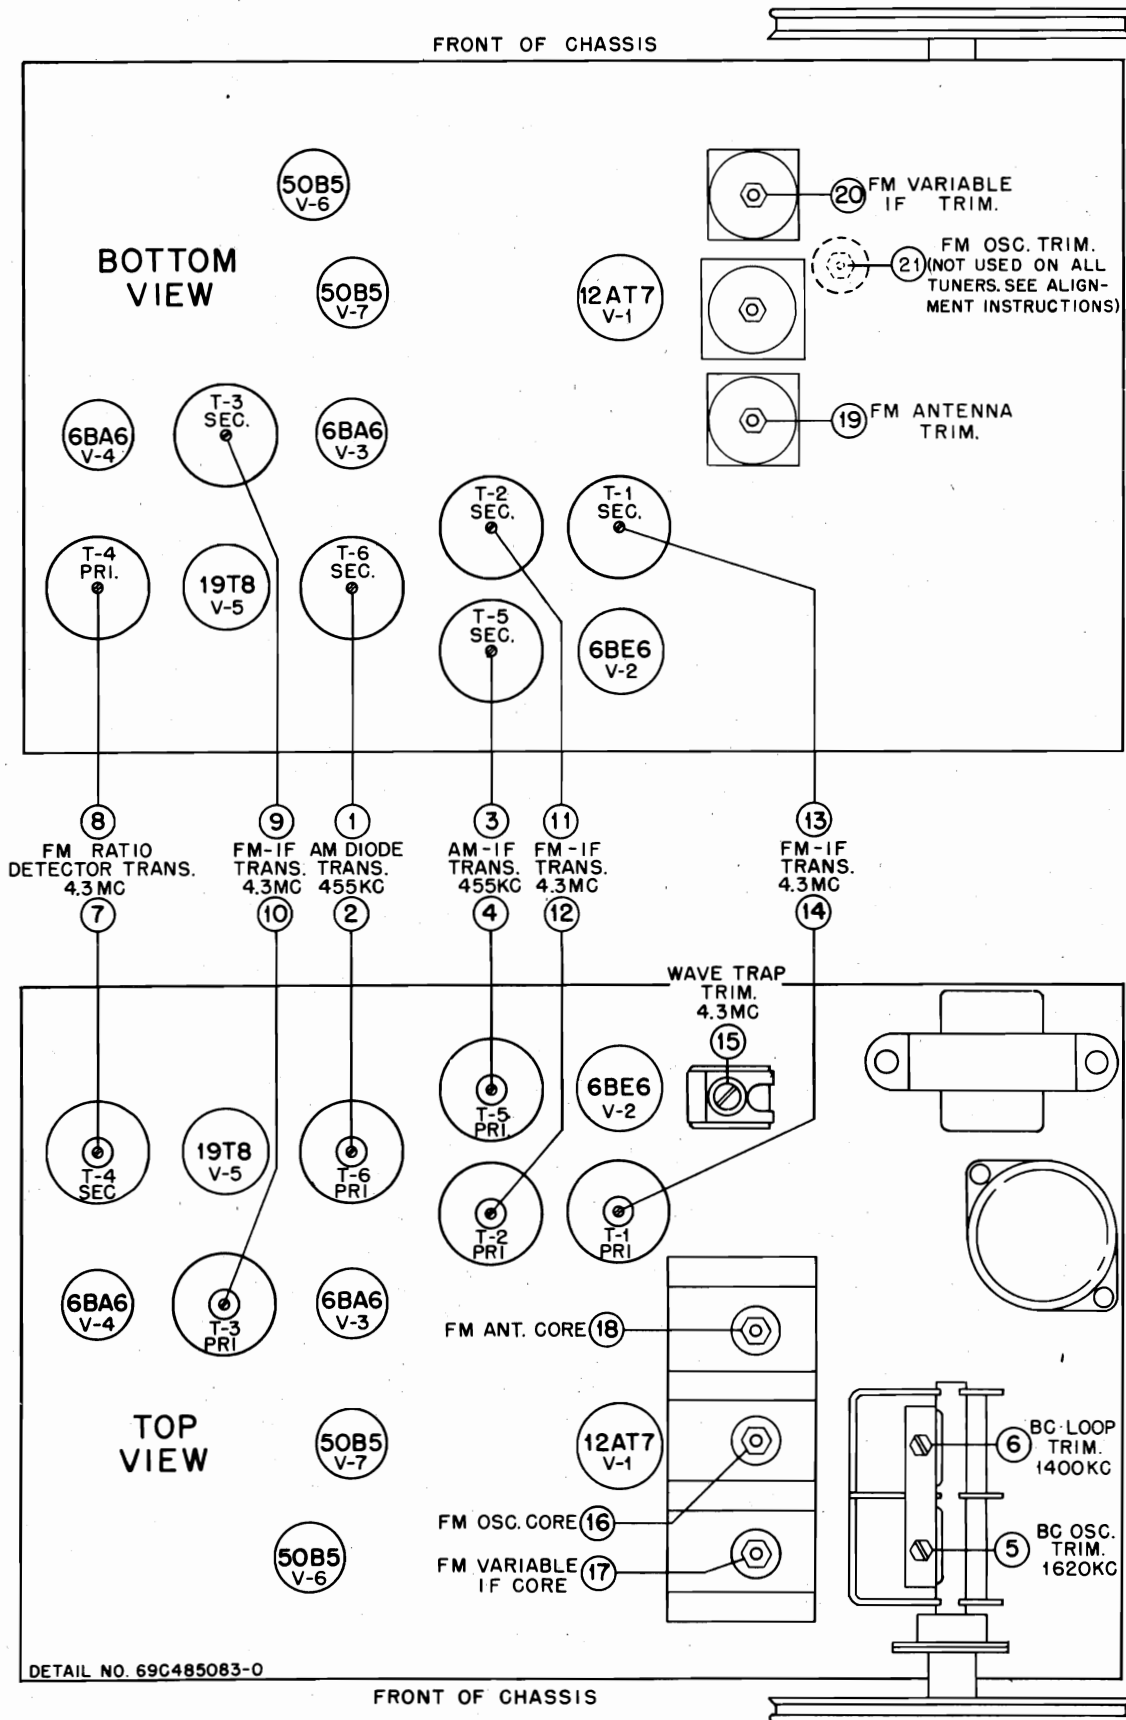 FRONT OF CHASSIS
50B5
V-6
BOTTOM
VIEW
50B5
V-7
12AT7
V-1
20
FM VARIABLE
IF TRIM.
21
FM OSC. TRIM.
(NOT USED ON ALL
TUNERS. SEE ALIGN-
MENT INSTRUCTIONS)
6BA6
V-4
T-3
SEC.
6BA6
V-3
19
FM ANTENNA
TRIM.
T-2
SEC.
T-1
SEC.
T-4
PRI.
19T8
V-5
T-6
SEC.
T-5
SEC.
6BE6
V-2
8
FM RATIO
DETECTOR TRANS.
4.3MC
7
9
FM-IF
TRANS.
4.3MC
10
1
AM DIODE
TRANS.
455KC
2
3
AM-IF
TRANS.
455KC
4
11
FM-IF
TRANS.
4.3MC
12
13
FM-IF
TRANS.
4.3MC
14
WAVE TRAP
TRIM.
4.3MC
15
T-5
PRI.
6BE6
V-2
T-4
SEC
19T8
V-5
T-6
PRI
T-2
PRI
T-1
PRI
6BA6
V-4
T-3
PRI
6BA6
V-3
FM ANT. CORE 18
TOP
VIEW
50B5
V-7
12AT7
V-1
6
BC LOOP
TRIM.
1400KC
FM OSC. CORE 16
5
BC OSC.
TRIM.
1620KC
50B5
V-6
FM VARIABLE
IF CORE
17
DETAIL NO. 69C485083-0
FRONT OF CHASSIS